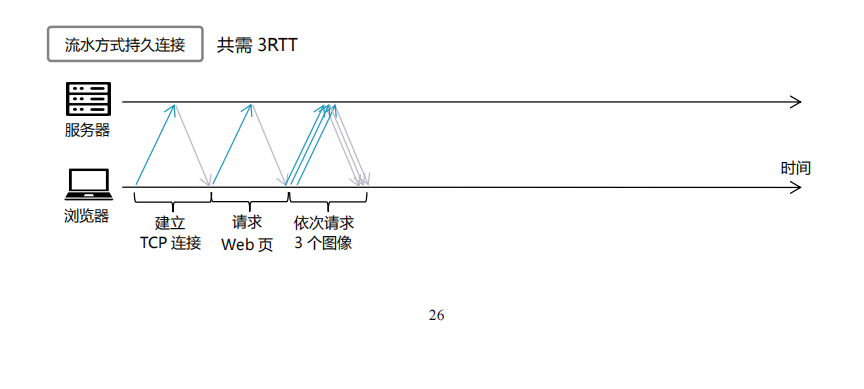 流水方式持久连接 共需 3RTT
服务器
时间
浏览器
建立
TCP 连接
请求
Web 页
依次请求
3 个图像
26